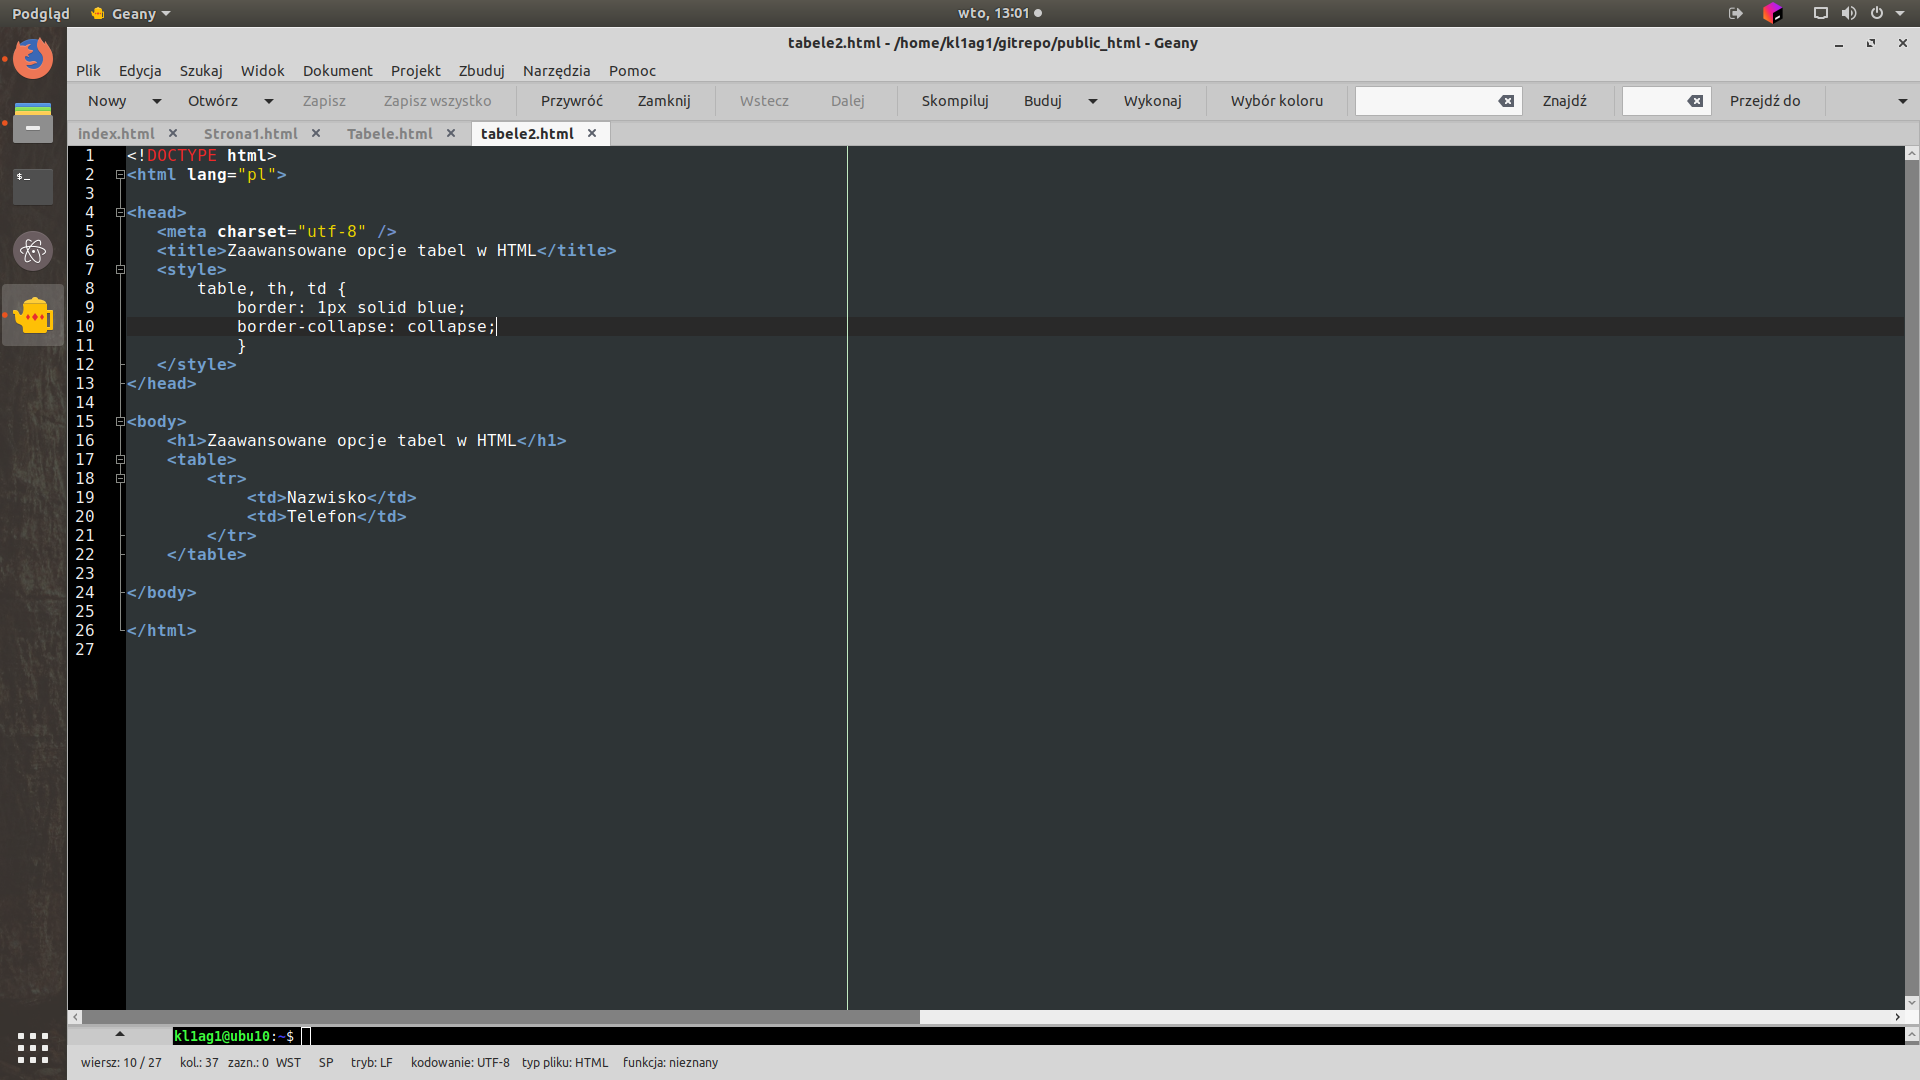 Podgląd Geany wto, 13:01
tabele2.html - /home/kl1ag1/gitrepo/public_html - Geany
Plik Edycja Szukaj Widok Dokument Projekt Zbuduj Narzędzia Pomoc
Nowy Otwórz Zapisz Zapisz wszystko Przywróć Zamknij Wstecz Dalej Skompiluj Buduj Wykonaj Wybór koloru Znajdź Przejdź do
index.html Strona1.html Tabele.html tabele2.html
1 <!DOCTYPE html>
2 <html lang="pl">
3
4 <head>
5 <meta charset="utf-8" />
6 <title>Zaawansowane opcje tabel w HTML</title>
7 <style>
8 table, th, td {
9 border: 1px solid blue;
10 border-collapse: collapse;
11 }
12 </style>
13 </head>
14
15 <body>
16 <h1>Zaawansowane opcje tabel w HTML</h1>
17 <table>
18 <tr>
19 <td>Nazwisko</td>
20 <td>Telefon</td>
21 </tr>
22 </table>
23
24 </body>
25
26 </html>
27
kl1ag1@ubu10:~$
wiersz: 10 / 27 kol.: 37 zazn.: 0 WST SP tryb: LF kodowanie: UTF-8 typ pliku: HTML funkcja: nieznany